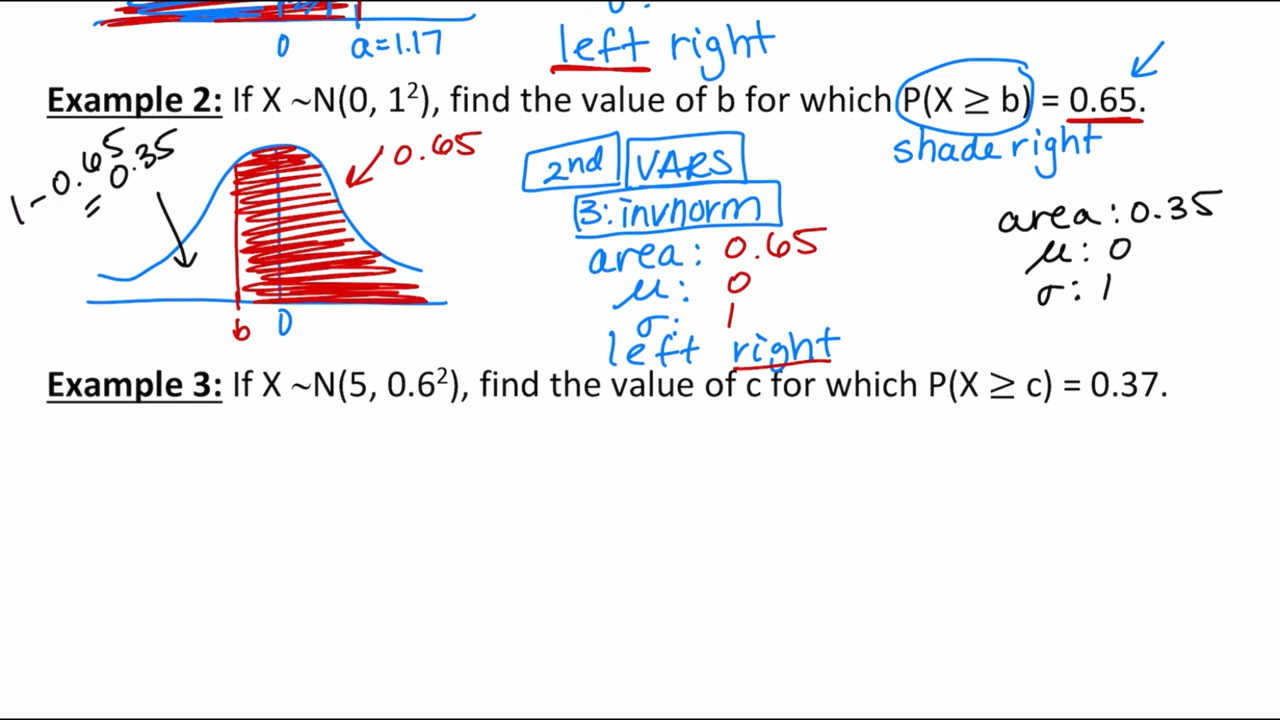 0 a=1.17
left right
Example 2: If X ~N(0, 1²), find the value of b for which P(X ≥ b) = 0.65.
shade right
1-0.65
= 0.35
0.65
2nd VARS
3: invnorm
area: 0.65
μ: 0
σ: 1
left right
area: 0.35
μ: 0
σ: 1
b 0
Example 3: If X ~N(5, 0.6²), find the value of c for which P(X ≥ c) = 0.37.